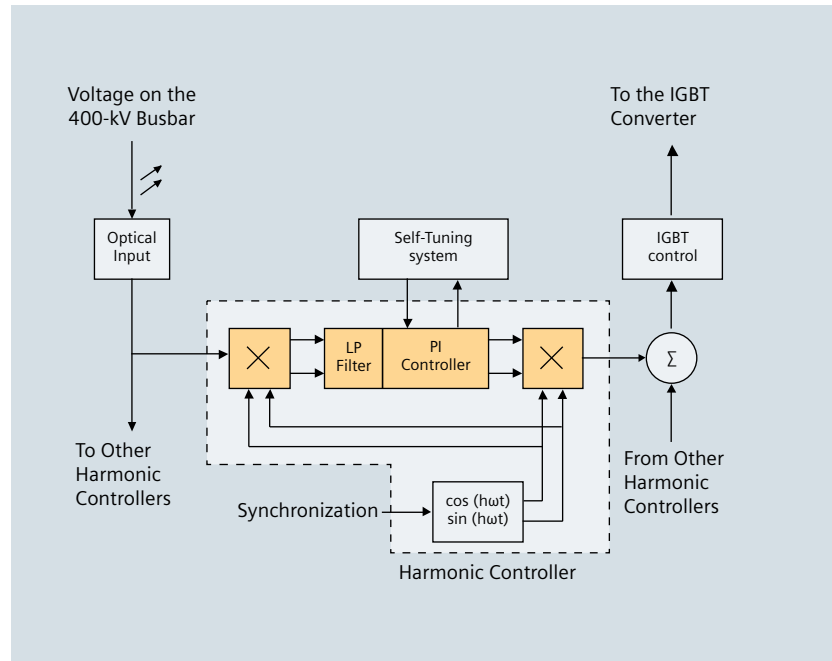 Voltage on the
400-kV Busbar
To the IGBT
Converter
Optical
Input
Self-Tuning
system
IGBT
control
×
LP
Filter
PI
Controller
×
Σ
To Other
Harmonic
Controllers
From Other
Harmonic
Controllers
Synchronization
cos (hωt)
sin (hωt)
Harmonic Controller